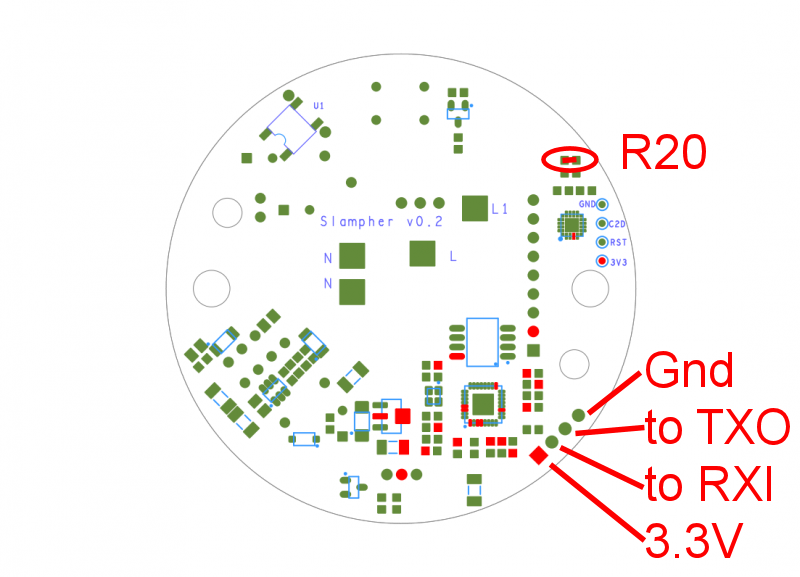 U1
R20
GND
L1
Slampher v0.2
C2D
RST
N
L
3V3
N
Gnd
to TXO
to RXI
3.3V